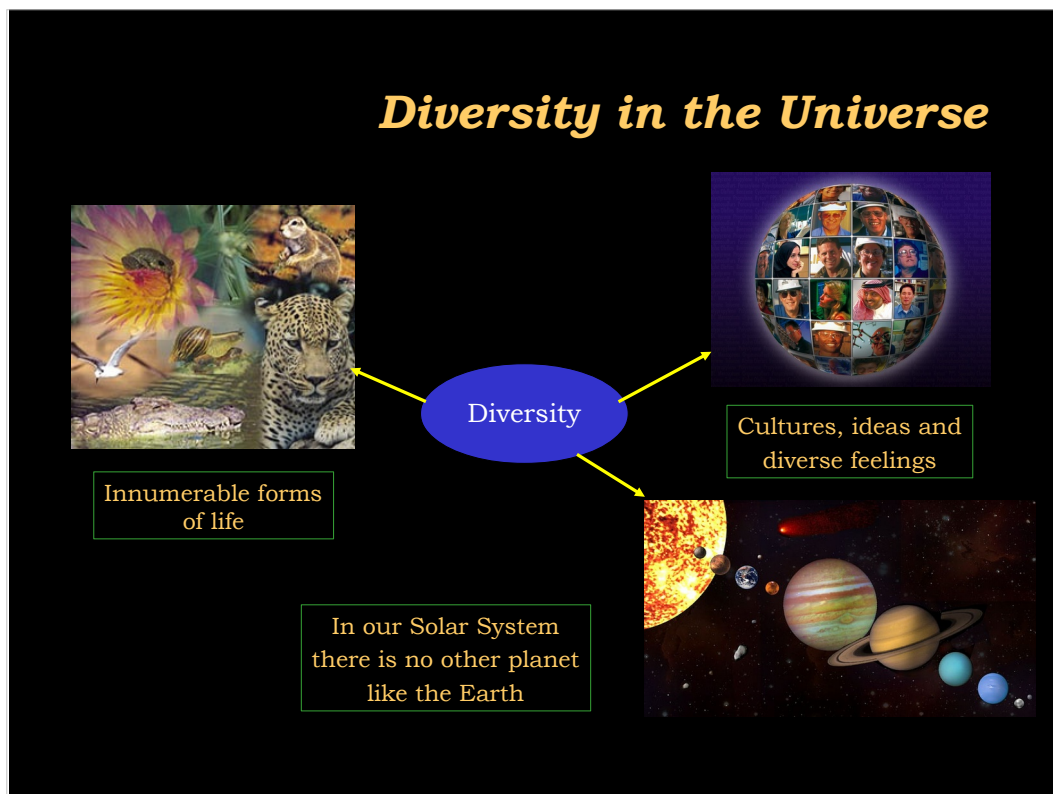 Diversity in the Universe
Diversity
Cultures, ideas and
diverse feelings
Innumerable forms
of life
In our Solar System
there is no other planet
like the Earth